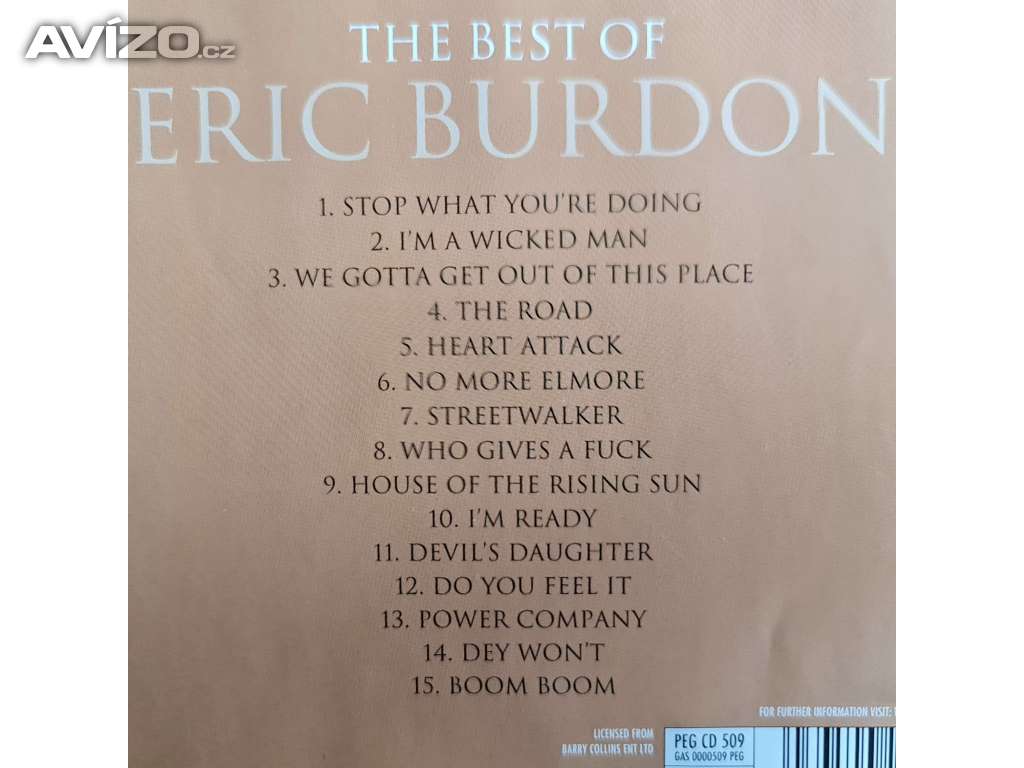 AVÍZO.cz
THE BEST OF
ERIC BURDON
1. STOP WHAT YOU'RE DOING
2. I'M A WICKED MAN
3. WE GOTTA GET OUT OF THIS PLACE
4. THE ROAD
5. HEART ATTACK
6. NO MORE ELMORE
7. STREETWALKER
8. WHO GIVES A FUCK
9. HOUSE OF THE RISING SUN
10. I'M READY
11. DEVIL'S DAUGHTER
12. DO YOU FEEL IT
13. POWER COMPANY
14. DEY WON'T
15. BOOM BOOM
FOR FURTHER INFORMATION VISIT:
LICENSED FROM
BARRY COLLINS ENT LTD
PEG CD 509
GAS 0000509 PEG